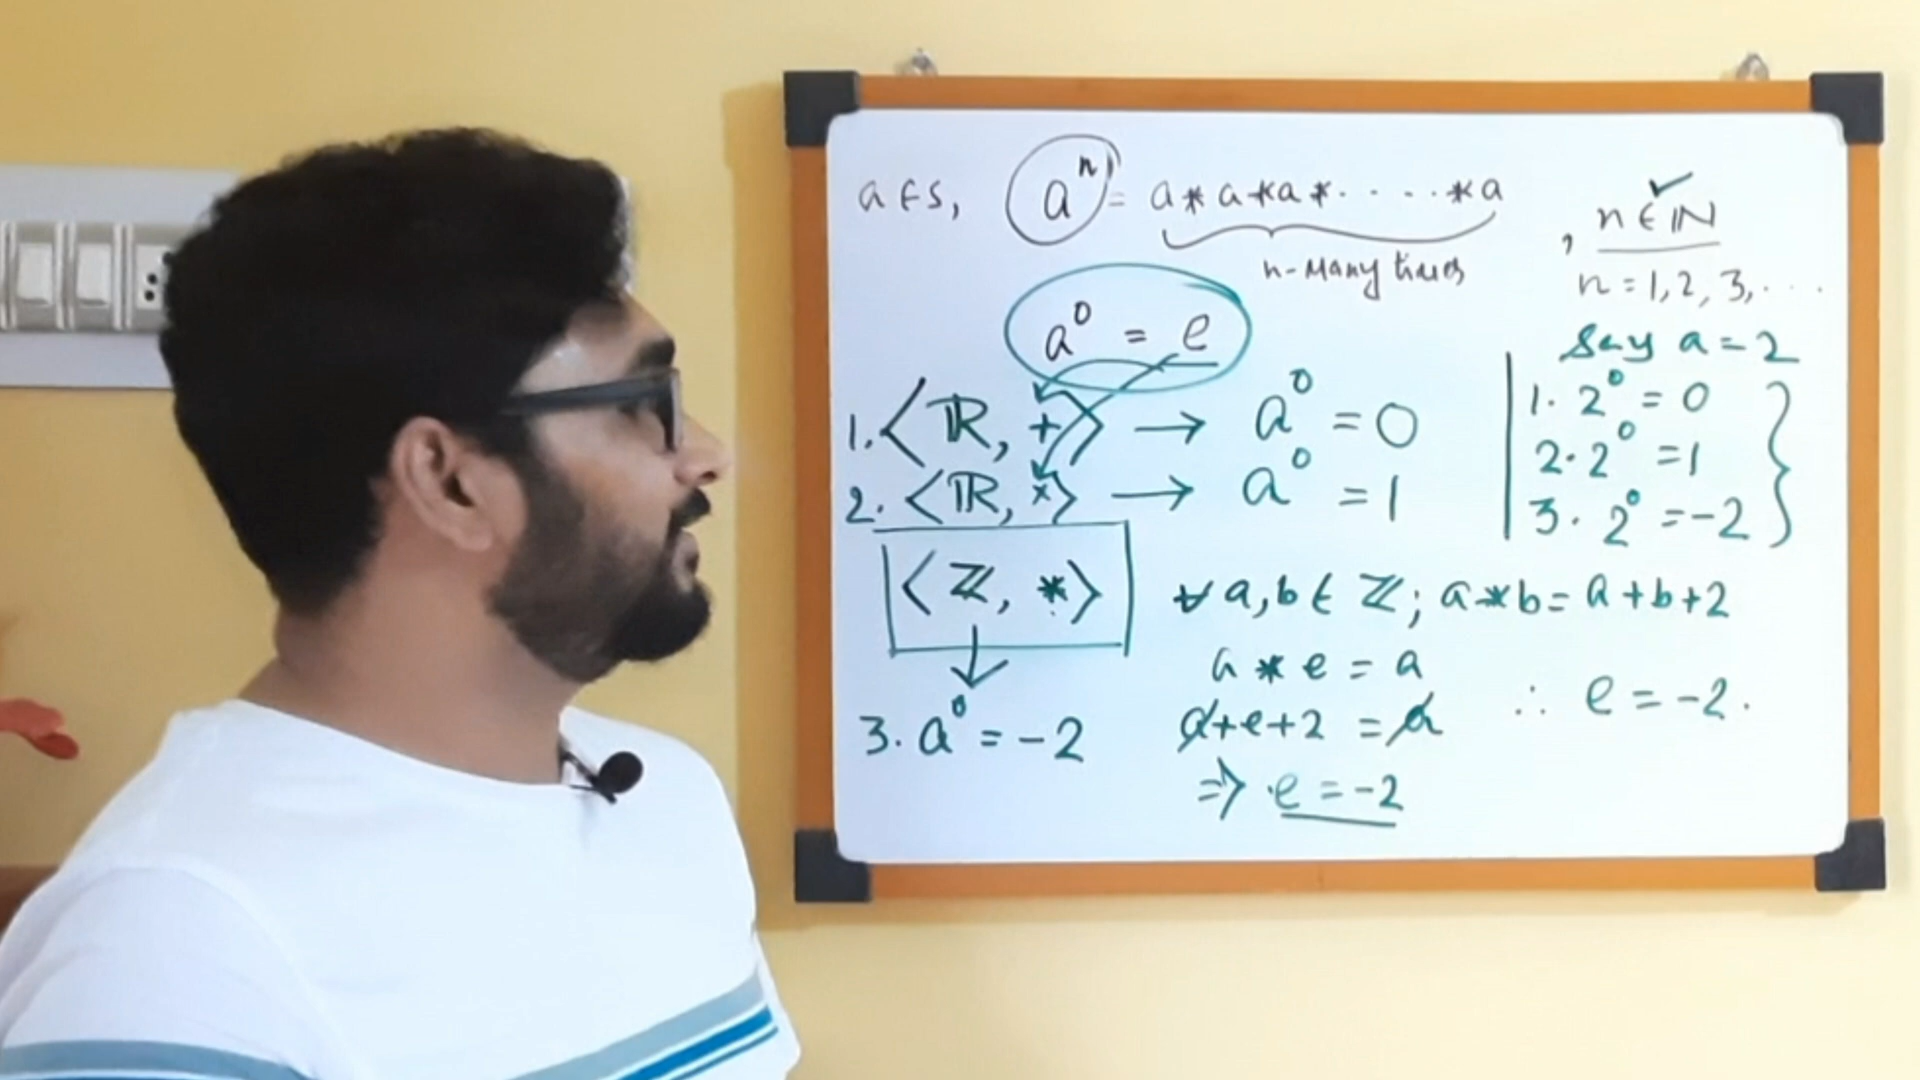 a ∈ S, aⁿ = a * a * a * . . . . . * a , n ∈ ℕ
n-many times
n = 1, 2, 3, . . .
a⁰ = e
Say a = 2
1. ⟨ℝ, +⟩ → a⁰ = 0
2. ⟨ℝ, ×⟩ → a⁰ = 1
1. 2⁰ = 0
2. 2⁰ = 1
3. 2⁰ = -2
⟨ℤ, *⟩ ∀ a, b ∈ ℤ; a * b = a + b + 2
a * e = a
3. a⁰ = -2
a + e + 2 = a
⇒ e = -2
∴ e = -2.